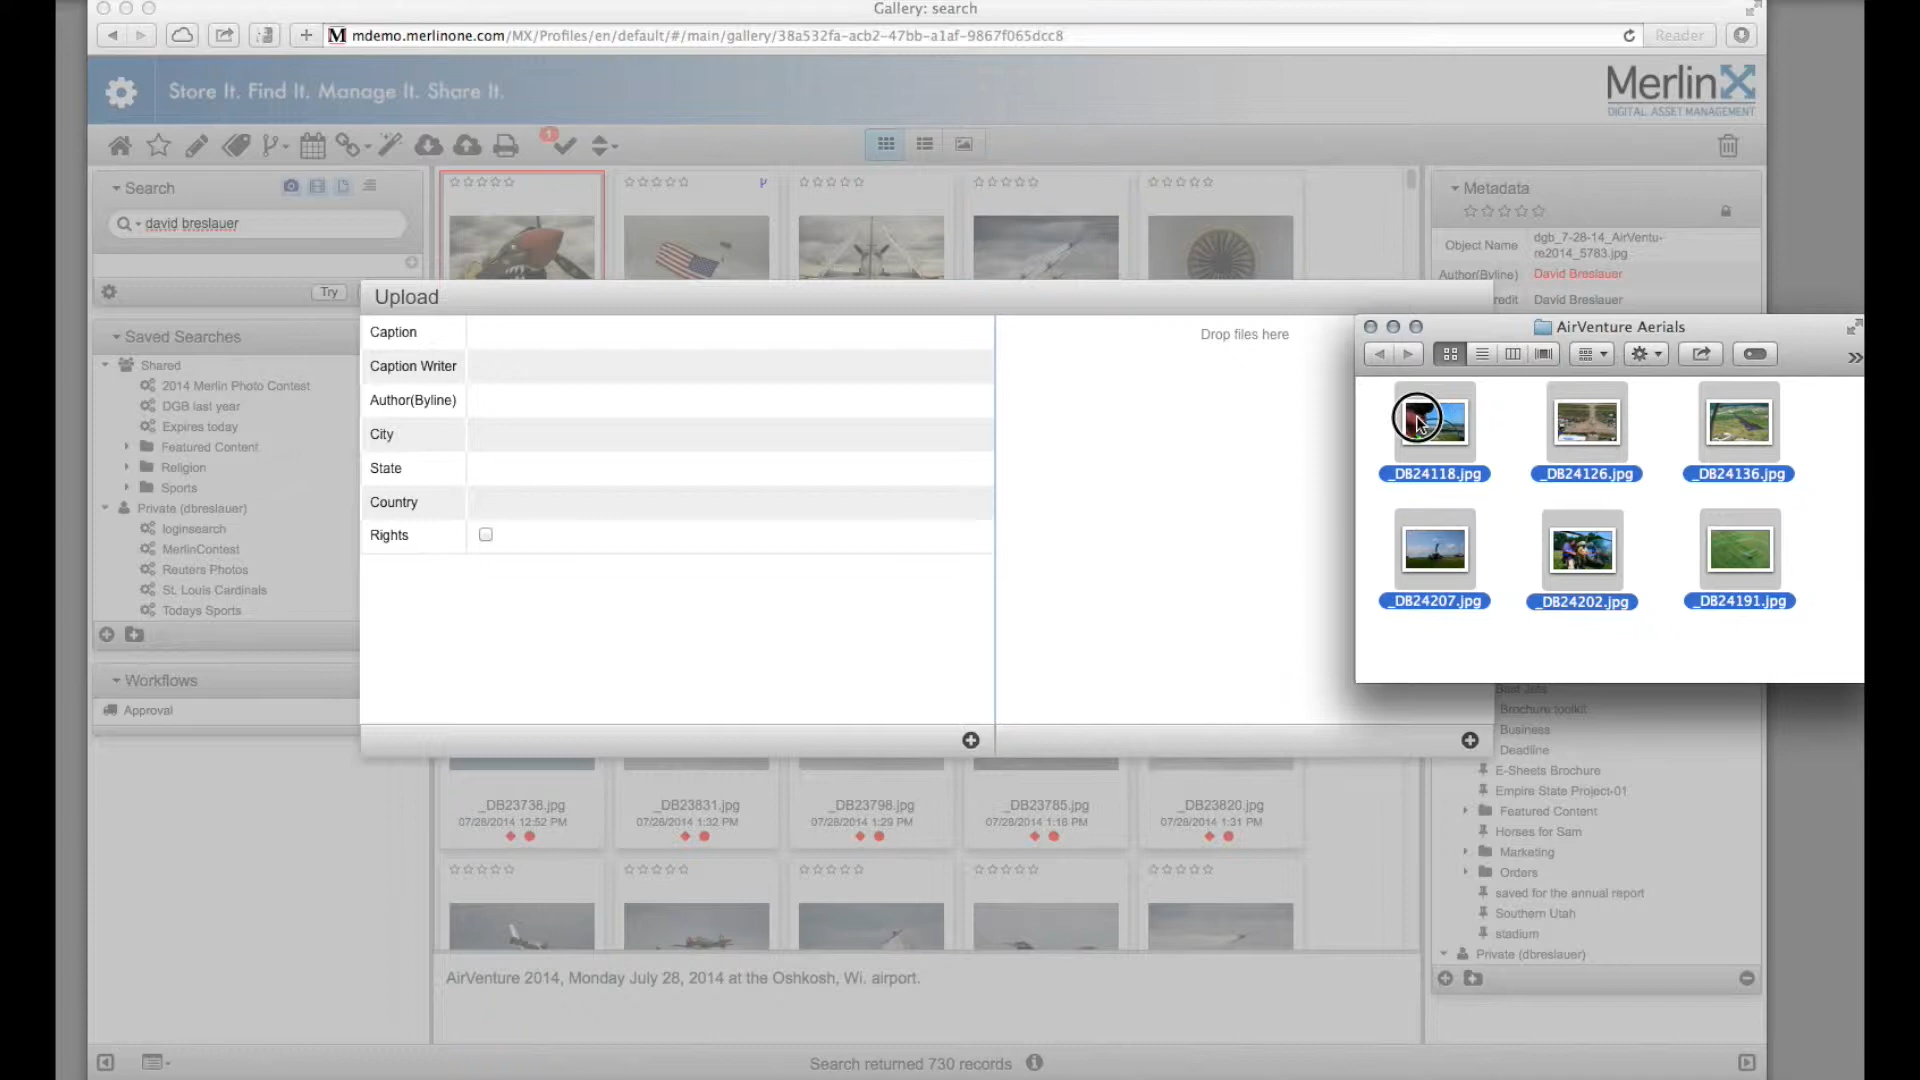 Gallery: search
mdemo.merlinone.com/MX/Profiles/en/default/#/main/gallery/38a532fa-acb2-47bb-a1af-9867f065dcc8
Reader
Store It. Find It. Manage It. Share It.
MerlinX
DIGITAL ASSET MANAGEMENT
1
Search
david breslauer
Try
Saved Searches
Shared
2014 Merlin Photo Contest
DGB last year
Expires today
Featured Content
Religion
Sports
Private (dbreslauer)
loginsearch
MerlinContest
Reuters Photos
St. Louis Cardinals
Todays Sports
Workflows
Approval
Metadata
Object Name
dgb_7-28-14_AirVentu-
re2014_5783.jpg
Author(Byline)
David Breslauer
redit
David Breslauer
Upload
Caption
Caption Writer
Author(Byline)
City
State
Country
Rights
Drop files here
AirVenture Aerials
_DB24118.jpg
_DB24126.jpg
_DB24136.jpg
_DB24207.jpg
_DB24202.jpg
_DB24191.jpg
Brochure toolkit
Business
Deadline
E-Sheets Brochure
Empire State Project-01
Featured Content
Horses for Sam
Marketing
Orders
saved for the annual report
Southern Utah
stadium
Private (dbreslauer)
_DB23738.jpg
07/28/2014 12:52 PM
_DB23831.jpg
07/28/2014 1:32 PM
_DB23798.jpg
07/28/2014 1:29 PM
_DB23785.jpg
07/28/2014 1:18 PM
_DB23820.jpg
07/28/2014 1:31 PM
AirVenture 2014, Monday July 28, 2014 at the Oshkosh, Wi. airport.
Search returned 730 records